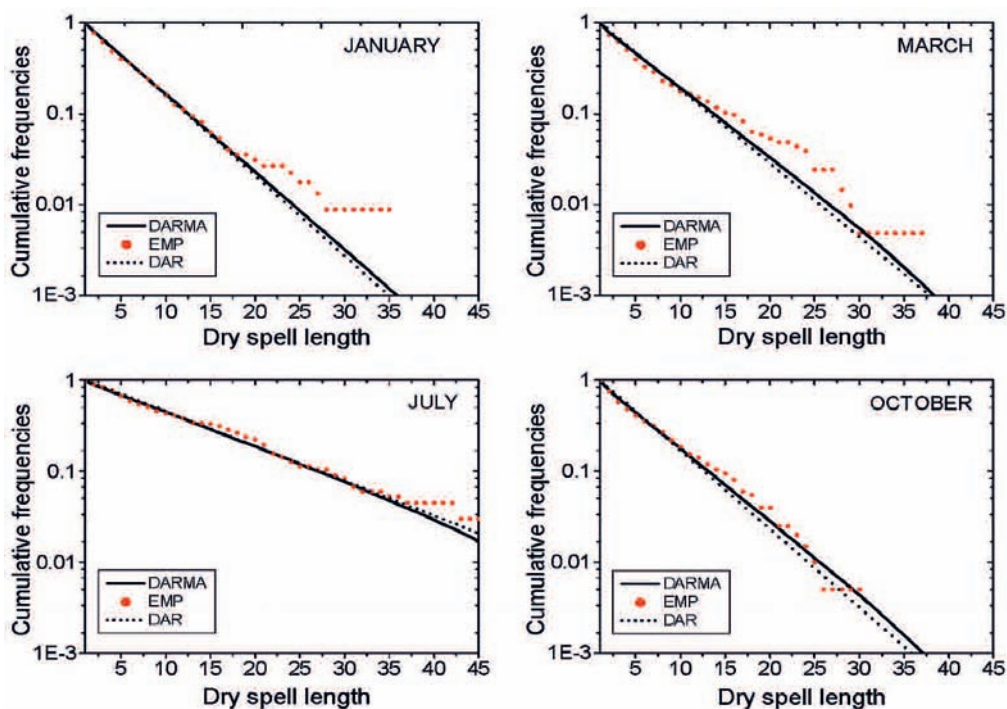 JANUARY
Cumulative frequencies
1
0.1
0.01
1E-3
DARMA
EMP
DAR
5 10 15 20 25 30 35 40 45
Dry spell length
MARCH
Cumulative frequencies
1
0.1
0.01
1E-3
DARMA
EMP
DAR
5 10 15 20 25 30 35 40 45
Dry spell length
JULY
Cumulative frequencies
1
0.1
0.01
1E-3
DARMA
EMP
DAR
5 10 15 20 25 30 35 40 45
Dry spell length
OCTOBER
Cumulative frequencies
1
0.1
0.01
1E-3
DARMA
EMP
DAR
5 10 15 20 25 30 35 40 45
Dry spell length